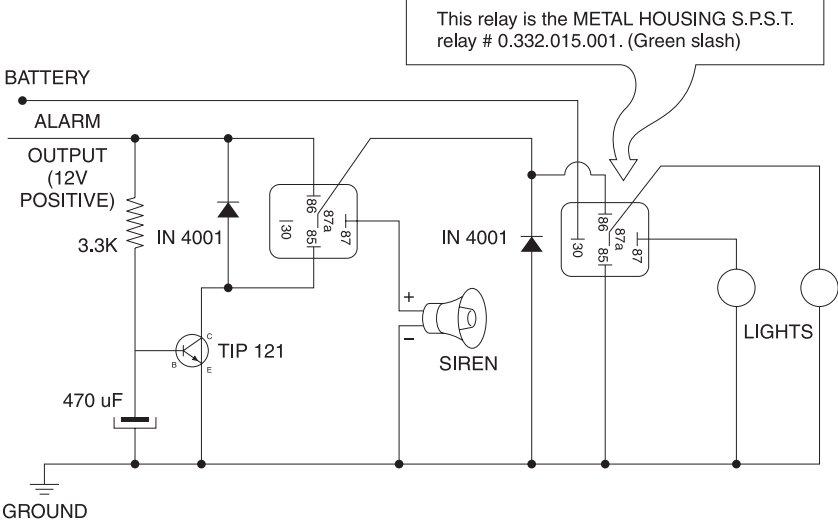 This relay is the METAL HOUSING S.P.S.T.
relay # 0.332.015.001. (Green slash)
BATTERY
ALARM
OUTPUT
(12V
POSITIVE)
3.3K
IN 4001
86
87a
87
30
85
IN 4001
86
87a
87
30
85
+
–
SIREN
LIGHTS
C
B
E
TIP 121
470 uF
GROUND